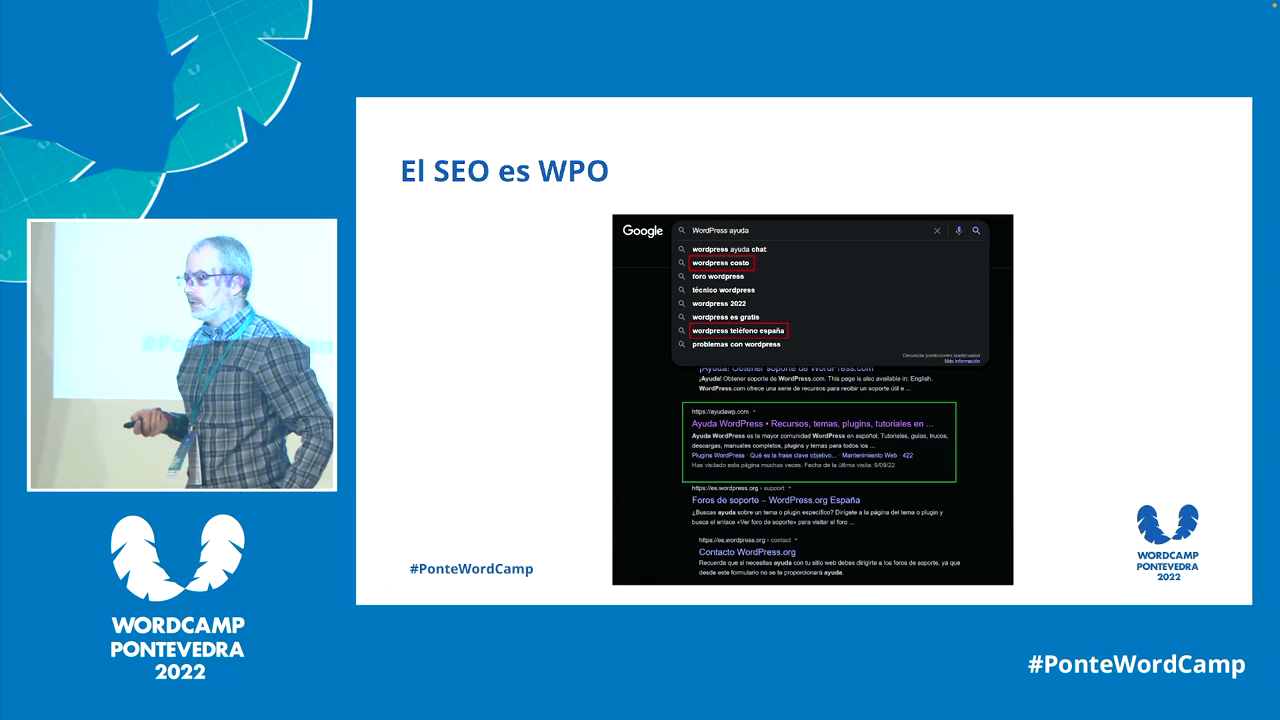 El SEO es WPO
Google
WordPress ayuda
wordpress ayuda chat
wordpress costo
foro wordpress
técnico wordpress
wordpress 2022
wordpress es gratis
wordpress teléfono españa
problemas con wordpress
Denunciar predicciones inadecuadas
Más información
¡Ayuda! Obtener soporte de WordPress.com
¡Ayuda! Obtener soporte de WordPress.com. This page is also available in: English.
WordPress.com ofrece una serie de recursos para recibir un soporte útil e ...
https://ayudawp.com
Ayuda WordPress • Recursos, temas, plugins, tutoriales en ...
Ayuda WordPress es la mayor comunidad WordPress en español. Tutoriales, guías, trucos,
descargas, manuales completos, plugins y temas para todos los ...
Plugins WordPress · Qué es la frase clave objetivo... · Mantenimiento Web · 422
Has visitado esta página muchas veces. Fecha de la última visita: 9/09/22
https://es.wordpress.org › support
Foros de soporte – WordPress.org España
¿Buscas ayuda sobre un tema o plugin específico? Dirígete a la página del tema o plugin y
busca el enlace «Ver foro de soporte» para visitar el foro ...
https://es.wordpress.org › contact
Contacto WordPress.org
Recuerda que si necesitas ayuda con tu sitio web debes dirigirte a los foros de soporte, ya que
desde este formulario no se te proporcionará ayuda.
#PonteWordCamp
WORDCAMP
PONTEVEDRA
2022
WORDCAMP
PONTEVEDRA
2022
#PonteWordCamp